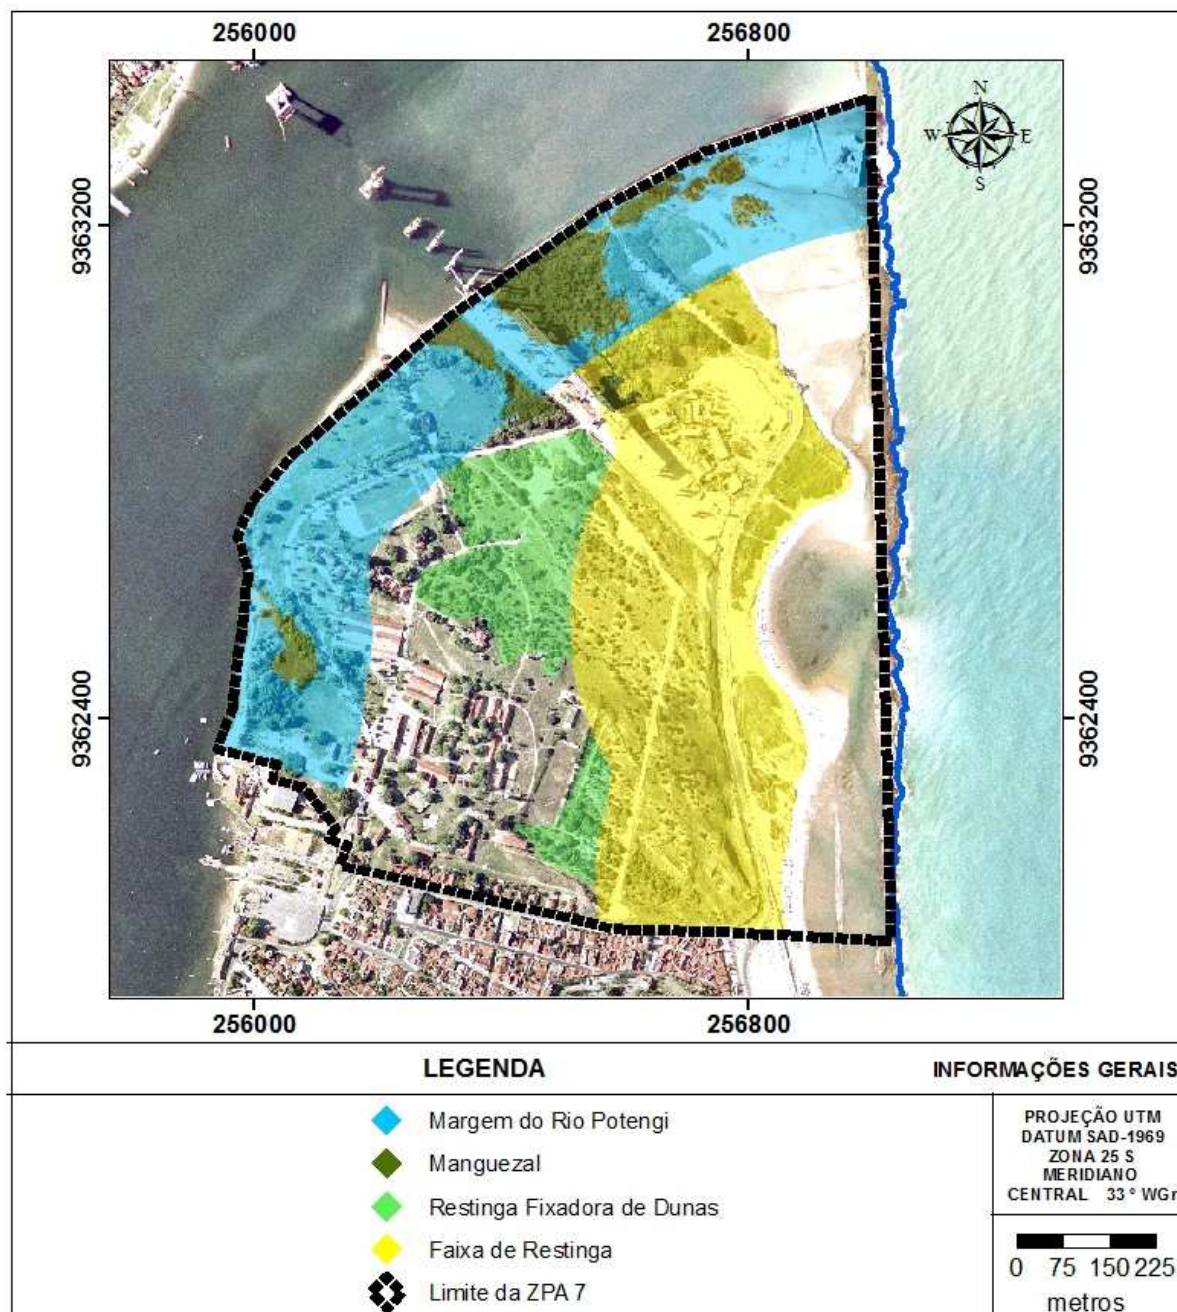 256000 256800
N
W E
S
9363200 9363200
9362400 9362400
256000 256800
LEGENDA
INFORMAÇÕES GERAIS
Margem do Rio Potengi
Manguezal
Restinga Fixadora de Dunas
Faixa de Restinga
Limite da ZPA 7
PROJEÇÃO UTM
DATUM SAD-1969
ZONA 25 S
MERIDIANO
CENTRAL 33° WGr
0 75 150 225
metros